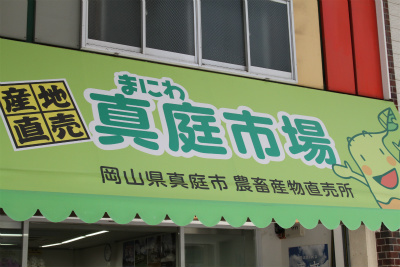 産地
直売
まにわ
真庭市場
岡山県真庭市 農畜産物直売所